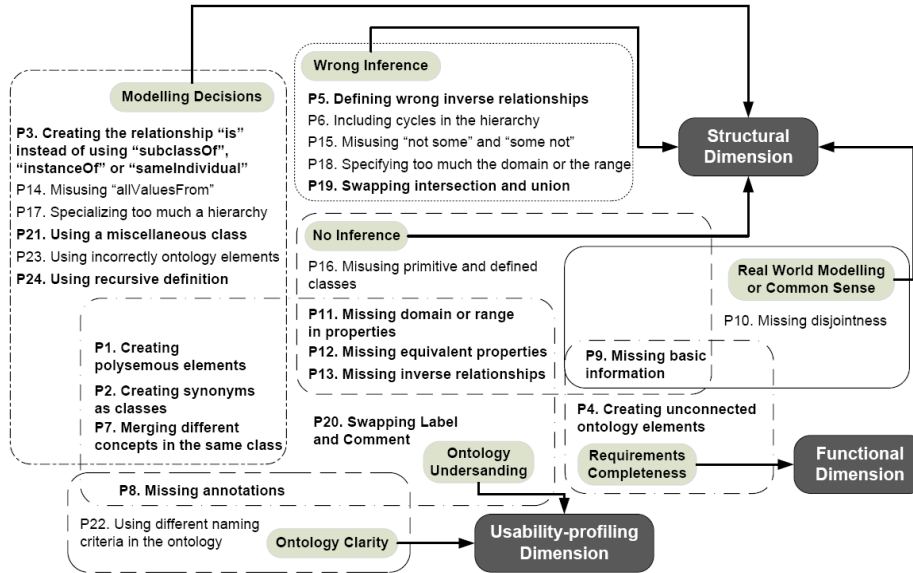 Wrong Inference
Modelling Decisions
P5. Defining wrong inverse relationships
P6. Including cycles in the hierarchy
P15. Misusing "not some" and "some not"
P18. Specifying too much the domain or the range
P19. Swapping intersection and union
Structural
Dimension
P3. Creating the relationship “is”
instead of using “subclassOf”,
“instanceOf” or “sameIndividual”
P14. Misusing “allValuesFrom”
P17. Specializing too much a hierarchy
P21. Using a miscellaneous class
P23. Using incorrectly ontology elements
P24. Using recursive definition
No Inference
P16. Misusing primitive and defined
classes
Real World Modelling
or Common Sense
P10. Missing disjointness
P11. Missing domain or range
in properties
P12. Missing equivalent properties
P13. Missing inverse relationships
P9. Missing basic
information
P1. Creating
polysemous elements
P2. Creating synonyms
as classes
P7. Merging different
concepts in the same class
P20. Swapping Label
and Comment
P4. Creating unconnected
ontology elements
Ontology
Undersanding
Requirements
Completeness
Functional
Dimension
P8. Missing annotations
P22. Using different naming
criteria in the ontology
Ontology Clarity
Usability-profiling
Dimension